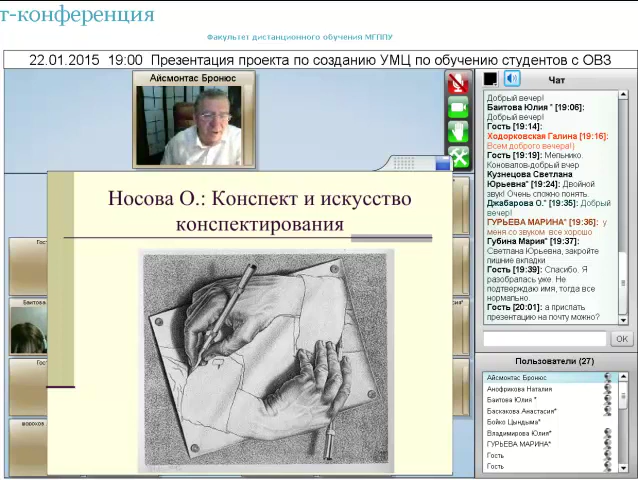 т-конференция
Факультет дистанционного обучения МГППУ
22.01.2015 19:00 Презентация проекта по созданию УМЦ по обучению студентов с ОВЗ
Айсмонтас Бронюс
Носова О.: Конспект и искусство
конспектирования
Гос
Баитова
Гос
Чат
Добрый вечер!
Баитова Юлия * [19:06]:
Добрый вечер!
Гость [19:14]:
Ходорковская Галина [19:16]:
Всем доброго вечера!)
Гость [19:19]: Мельнико.
Коновалов-добрый вчер
Кузнецова Светлана
Юрьевна* [19:24]: Двойной
звук! Очень сложно понять.
Джабарова О.* [19:35]: Добрый
вечер!
ГУРЬЕВА МАРИНА* [19:36]: у
меня со звуком все хорошо
Губина Мария* [19:37]:
Светлана Юрьевна, закройте
лишние вкладки
Гость [19:39]: Спасибо. Я
разобралась уже. Не
подтверждаю имя, тогда все
нормально.
Гость [20:01]: а прислать
презентацию на почту можно?
OK
Пользователи (27)
Айсмонтас Бронюс
Анофрикова Наталия
Баитова Юлия *
Баскакова Анастасия*
Бойко Цындыма*
Владимирова Юлия*
ГУРЬЕВА МАРИНА*
Гость
Гость